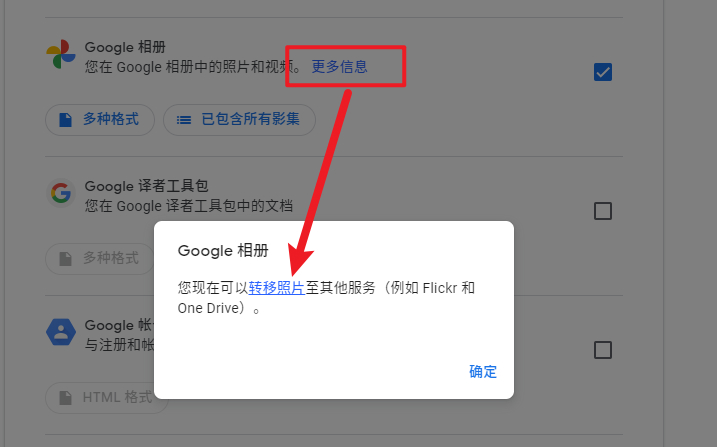 Google 相册
您在 Google 相册中的照片和视频。 更多信息
多种格式
已包含所有影集
Google 译者工具包
您在 Google 译者工具包中的文档
多种格式
Google 相册
您现在可以转移照片至其他服务（例如 Flickr 和
One Drive）。
确定
Google 帐
与注册和帐
HTML 格式